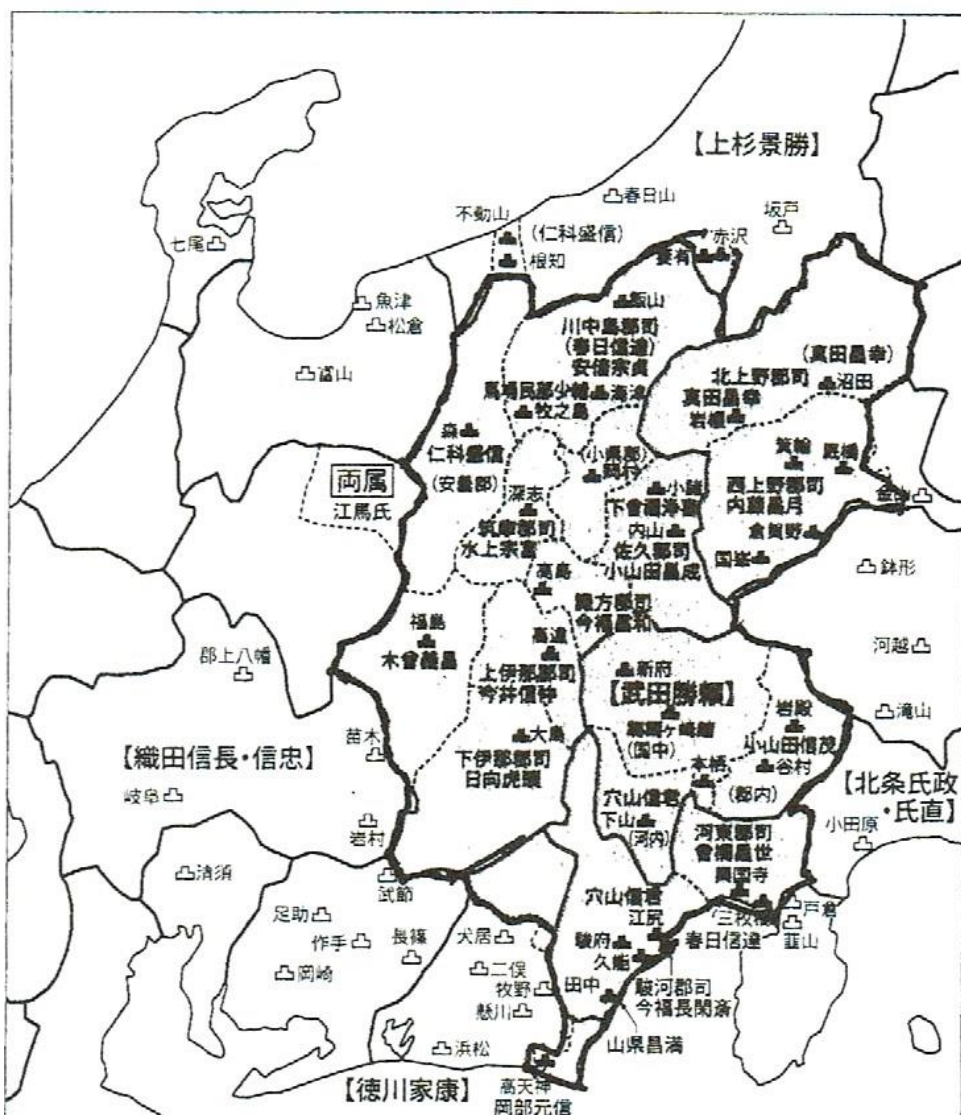 【上杉景勝】
春日山
坂戸
不動山
(仁科盛信)
赤沢
七尾
根知
飯山
魚津
松倉
川中島郡司
(春日信達)
安倍宗貞
(真田昌幸)
北上野郡司
沼田
富山
馬場民部少輔
海津
真田昌幸
牧之島
岩櫃
森
仁科盛信
(小県郡)
岡村
箕輪
厩橋
両属
(安曇郡)
深志
小諸
西上野郡司
内藤昌月
金山
江馬氏
下曾禰浄喜
筑摩郡司
水上宗富
内山
倉賀野
佐久郡司
国峯
小山田昌成
高島
鉢形
諏方郡司
今福昌和
福島
高遠
木曾義昌
郡上八幡
上伊那郡司
今井信仲
新府
河越
【武田勝頼】
岩殿
滝山
躑躅ヶ崎館
(国中)
苗木
大島
小山田信茂
【織田信長・信忠】
下伊那郡司
日向虎頭
本栖
谷村
【北条氏政
・氏直】
岐阜
穴山信君
(郡内)
下山
(河内)
岩村
河東郡司
曾禰昌世
小田原
清須
武節
興国寺
穴山信君
江尻
三枚橋
戸倉
足助
作手
長篠
犬居
駿府
春日信達
韮山
久能
岡崎
二俣
牧野
田中
駿河郡司
今福長閑斎
懸川
浜松
山県昌満
【徳川家康】
高天神
岡部元信